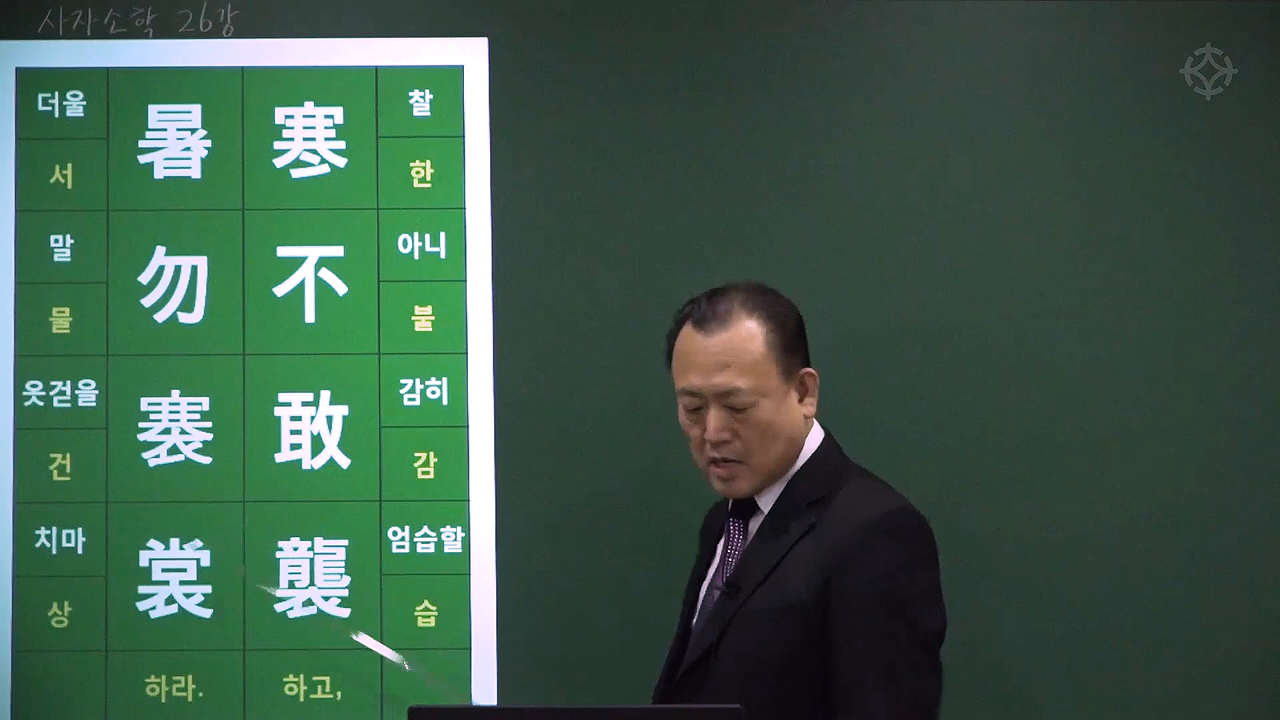 사자소학 26강
찰 한 아니 불 감히 감 엄습할 습
寒不敢襲 하고,
暑勿褰裳 하라.
더울 서 말 물 옷걷을 건 치마 상